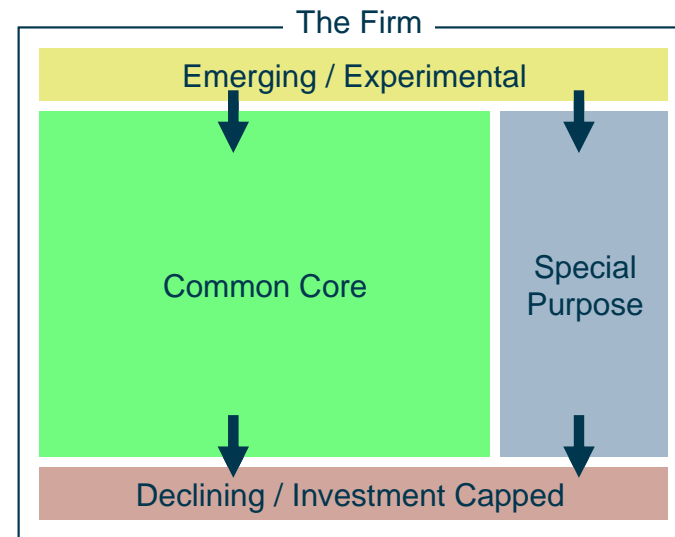 The Firm
Emerging / Experimental
Common Core
Special
Purpose
Declining / Investment Capped